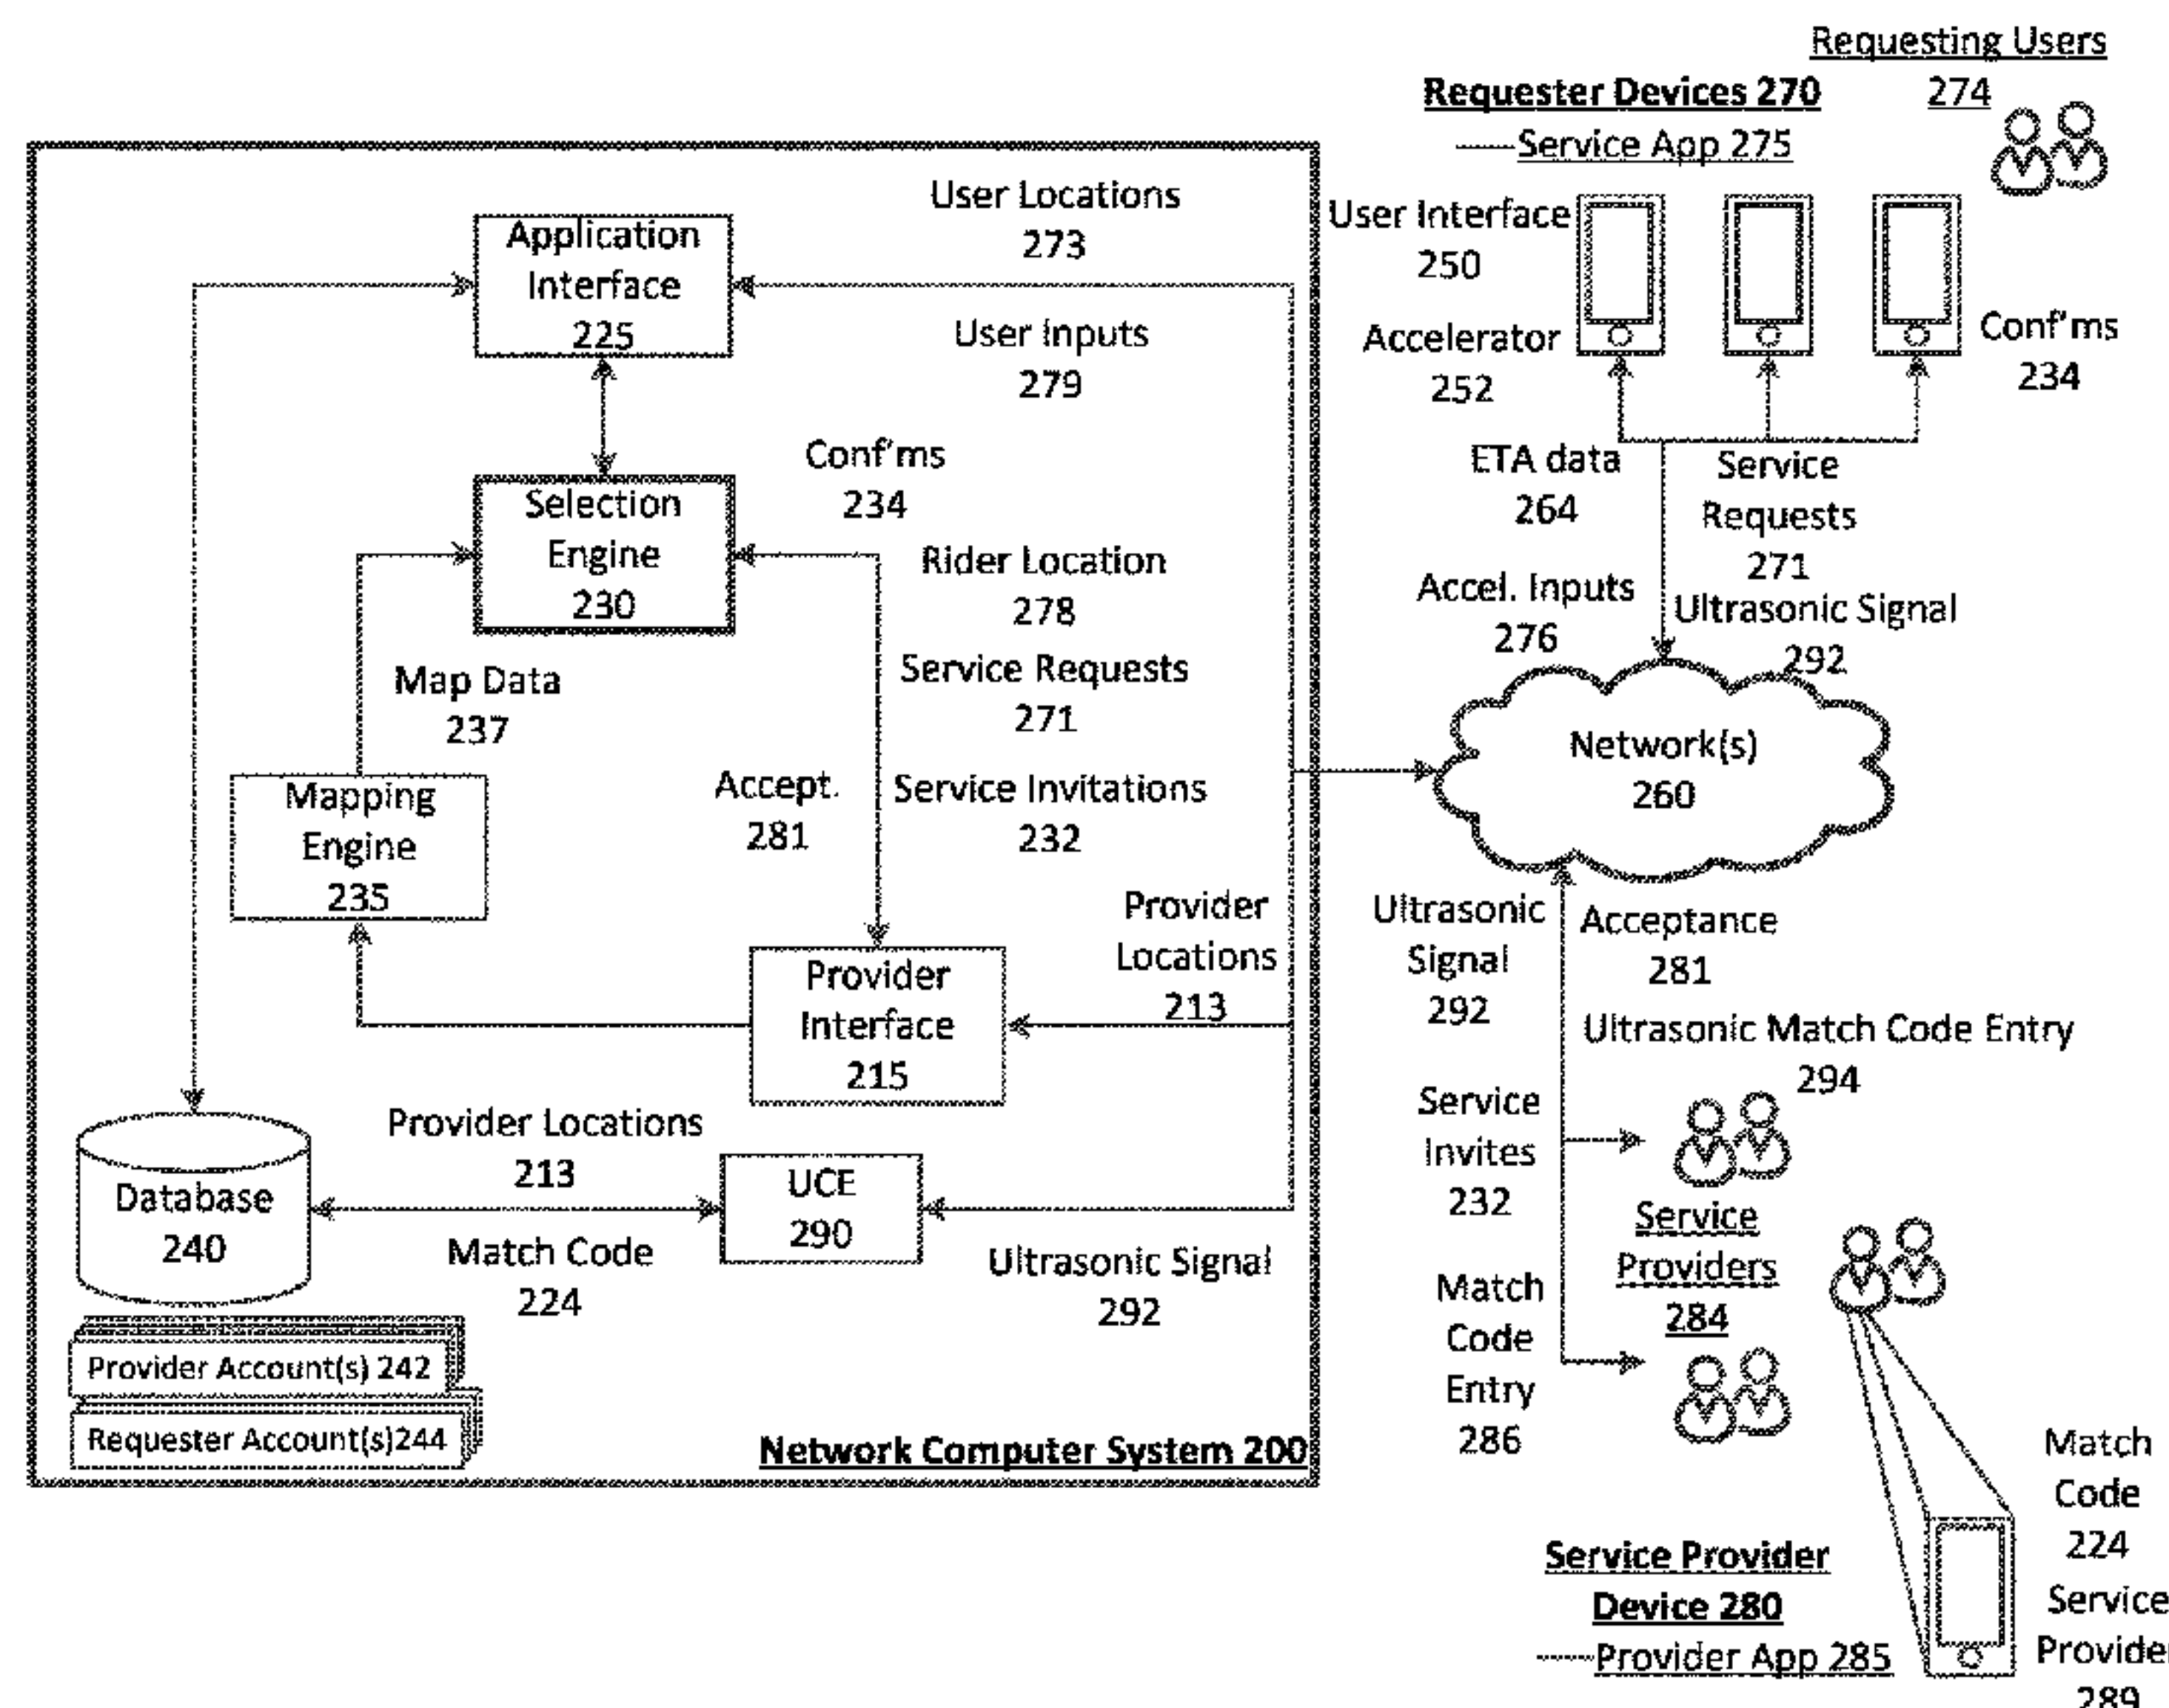 Requesting Users
274
Requester Devices 270
Service App 275
User Interface
250
Accelerator
252
Conf'ms
234
ETA data
264
Service
Requests
271
Accel. Inputs
276
Ultrasonic Signal
292
Network(s)
260
User Locations
273
Application
Interface
225
User Inputs
279
Conf'ms
234
Selection
Engine
230
Rider Location
278
Service Requests
271
Map Data
237
Accept.
281
Service Invitations
232
Mapping
Engine
235
Provider
Locations
213
Provider
Interface
215
Provider Locations
213
Database
240
UCE
290
Match Code
224
Ultrasonic Signal
292
Provider Account(s) 242
Requester Account(s)244
Network Computer System 200
Ultrasonic
Signal
292
Acceptance
281
Ultrasonic Match Code Entry
294
Service
Invites
232
Service
Providers
284
Match
Code
Entry
286
Match
Code
224
Service Provider
Device 280
Provider App 285
Service
Provider
289